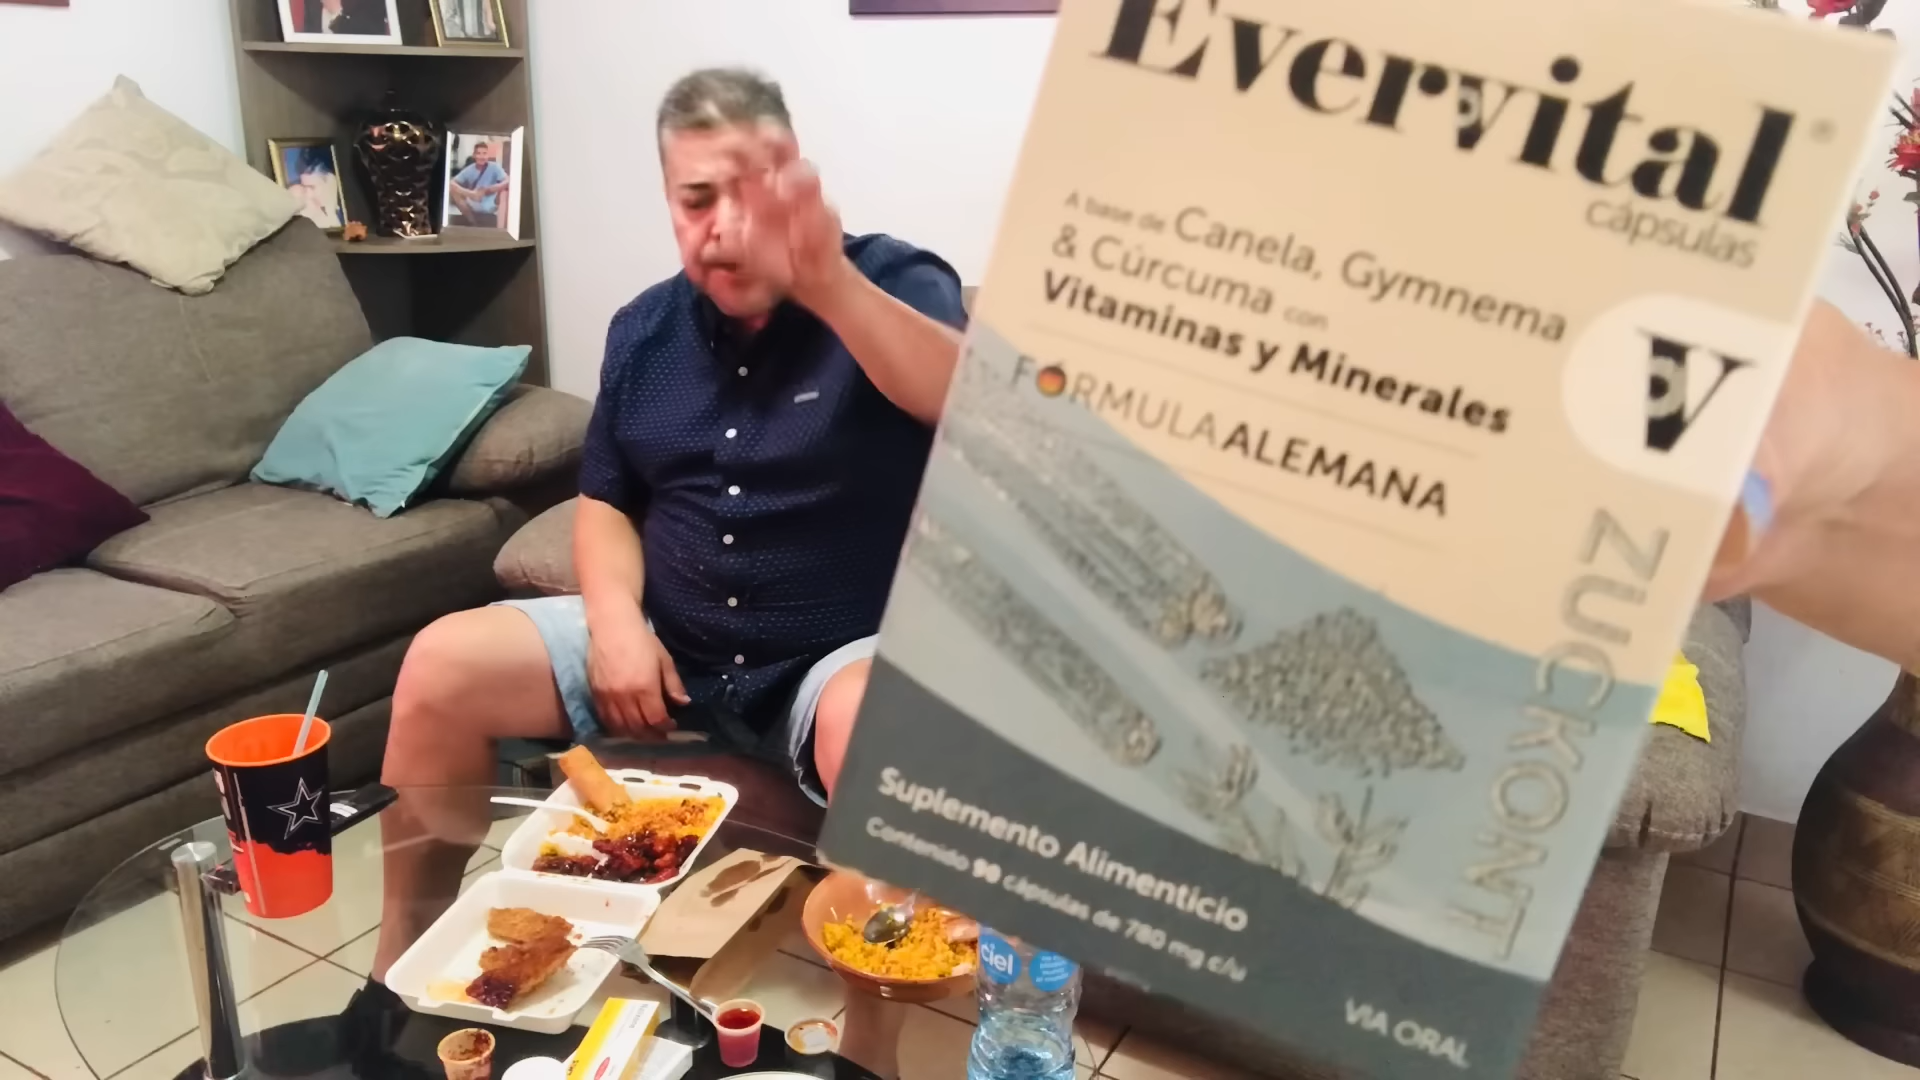 Evervital
cápsulas
A base de Canela, Gymnema
& Cúrcuma con
Vitaminas y Minerales
FÓRMULA ALEMANA
V
ZUCKONT
Suplemento Alimenticio
Contenido 90 cápsulas de 780 mg c/u
VIA ORAL
ciel